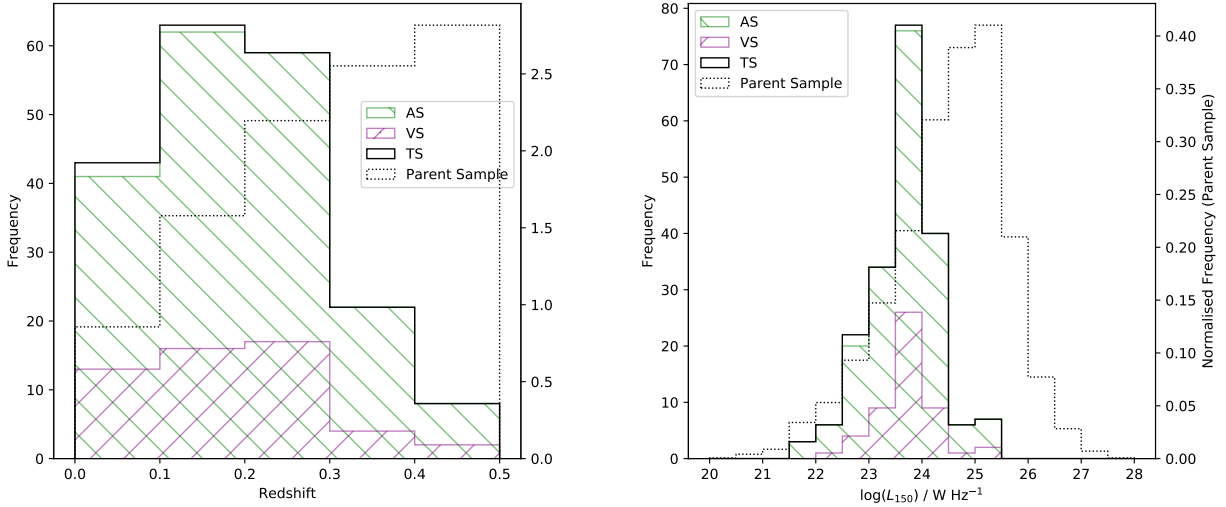 60
50
40
30
20
10
0
Frequency
2.5
2.0
1.5
1.0
0.5
0.0
AS
VS
TS
Parent Sample
0.0 0.1 0.2 0.3 0.4 0.5
Redshift
80
70
60
50
40
30
20
10
0
Frequency
AS
VS
TS
Parent Sample
0.40
0.35
0.30
0.25
0.20
0.15
0.10
0.05
0.00
Normalised Frequency (Parent Sample)
20 21 22 23 24 25 26 27 28
log(L₁₅₀) / W Hz⁻¹